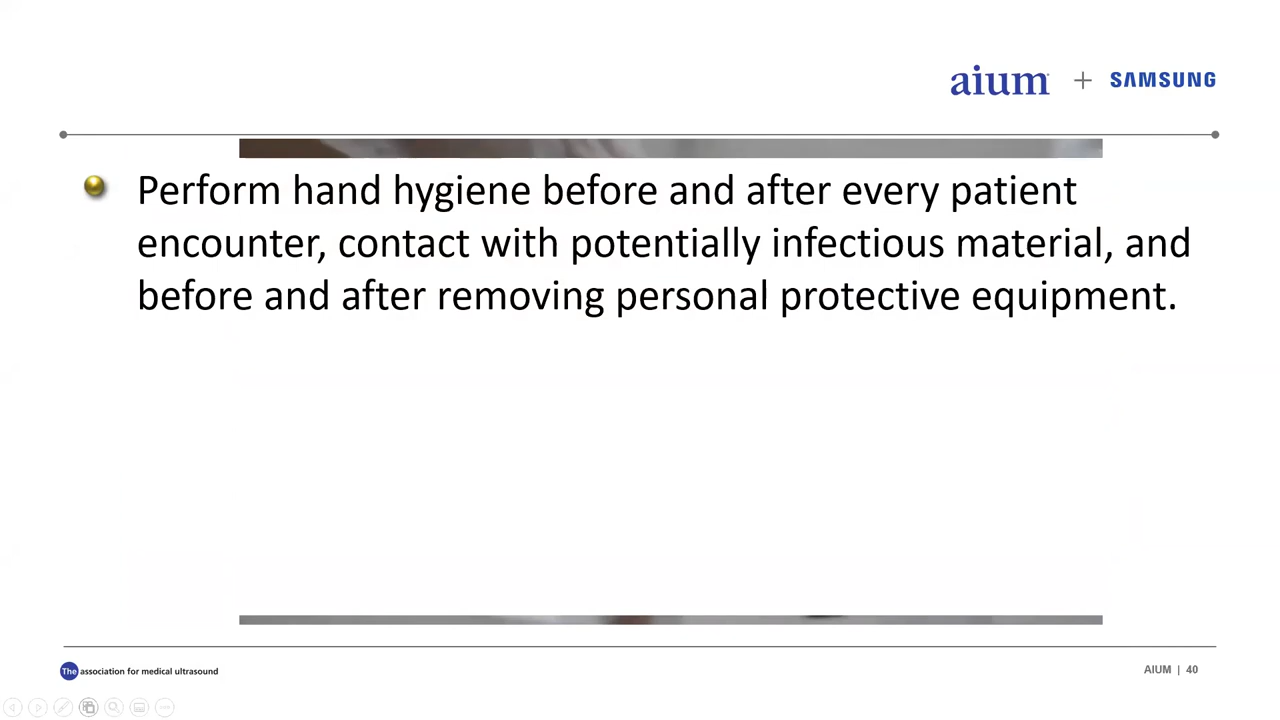 aium + SAMSUNG
Perform hand hygiene before and after every patient
encounter, contact with potentially infectious material, and
before and after removing personal protective equipment.
The association for medical ultrasound
AIUM | 40